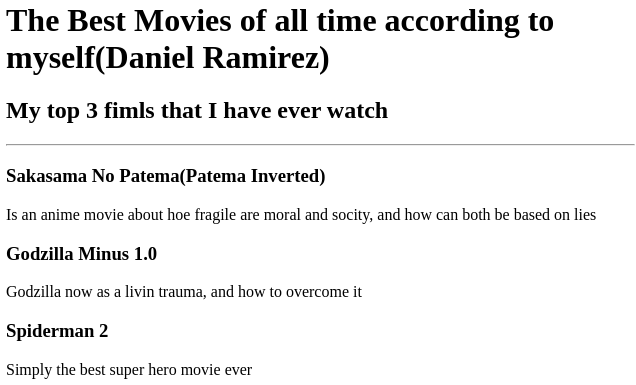 The Best Movies of all time according to
myself(Daniel Ramirez)
My top 3 fimls that I have ever watch
Sakasama No Patema(Patema Inverted)
Is an anime movie about hoe fragile are moral and socity, and how can both be based on lies
Godzilla Minus 1.0
Godzilla now as a livin trauma, and how to overcome it
Spiderman 2
Simply the best super hero movie ever